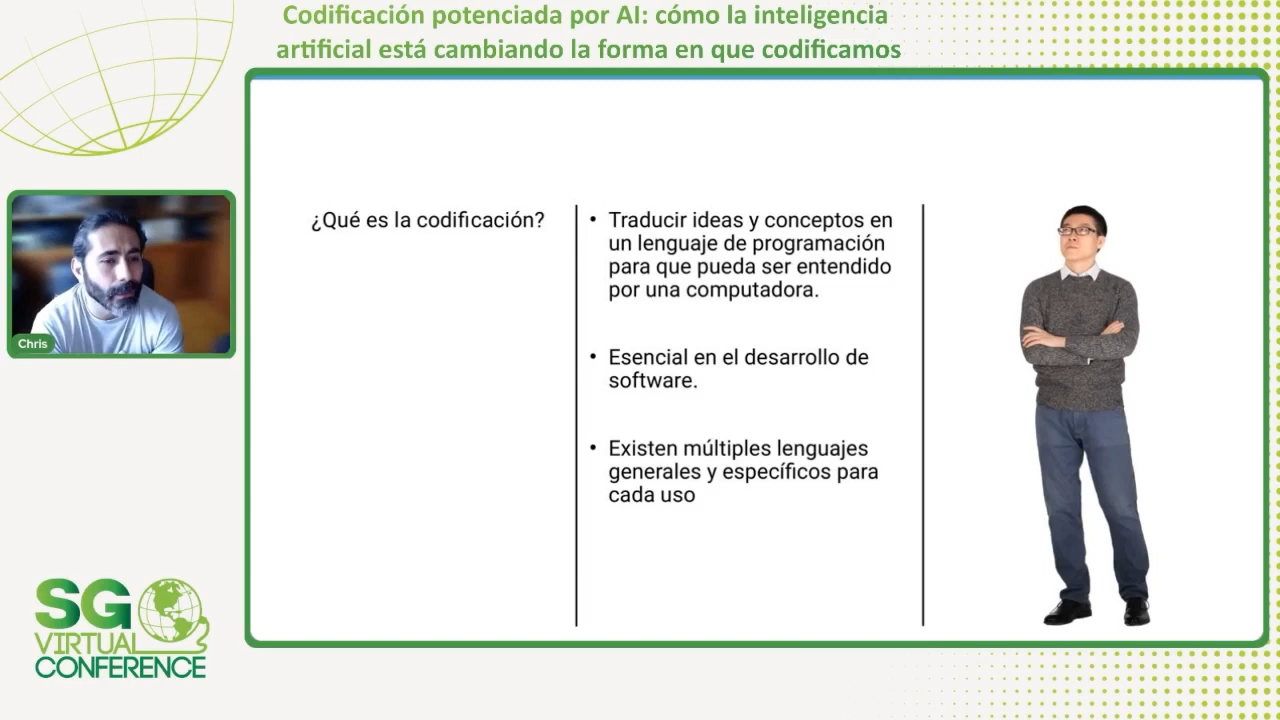 Codificación potenciada por AI: cómo la inteligencia
artificial está cambiando la forma en que codificamos
Chris
¿Qué es la codificación?
• Traducir ideas y conceptos en
un lenguaje de programación
para que pueda ser entendido
por una computadora.
• Esencial en el desarrollo de
software.
• Existen múltiples lenguajes
generales y específicos para
cada uso
SG
VIRTUAL
CONFERENCE